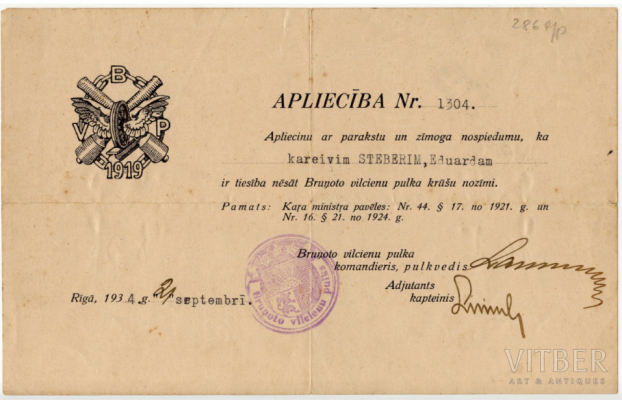 B
V P
1919
APLIECĪBA Nr. 1304.
Apliecinu ar parakstu un zīmoga nospiedumu, ka
kareivim STEBERIM,Eduardam
ir tiesība nēsāt Bruņoto vilcienu pulka krūšu nozīmi.
Pamats: Kaŗa ministra pavēles: Nr. 44. § 17. no 1921. g. un
Nr. 16. § 21. no 1924. g.
Bruņoto vilcienu pulka
komandieris, pulkvedis
Adjutants
kapteinis
Rīgā, 1934.g. septembrī.
Bruņoto vilcienu pulks
VITBER
ART & ANTIQUES